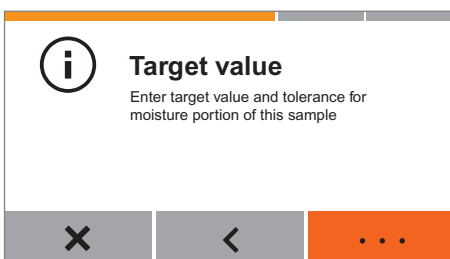 Target value
Enter target value and tolerance for
moisture portion of this sample